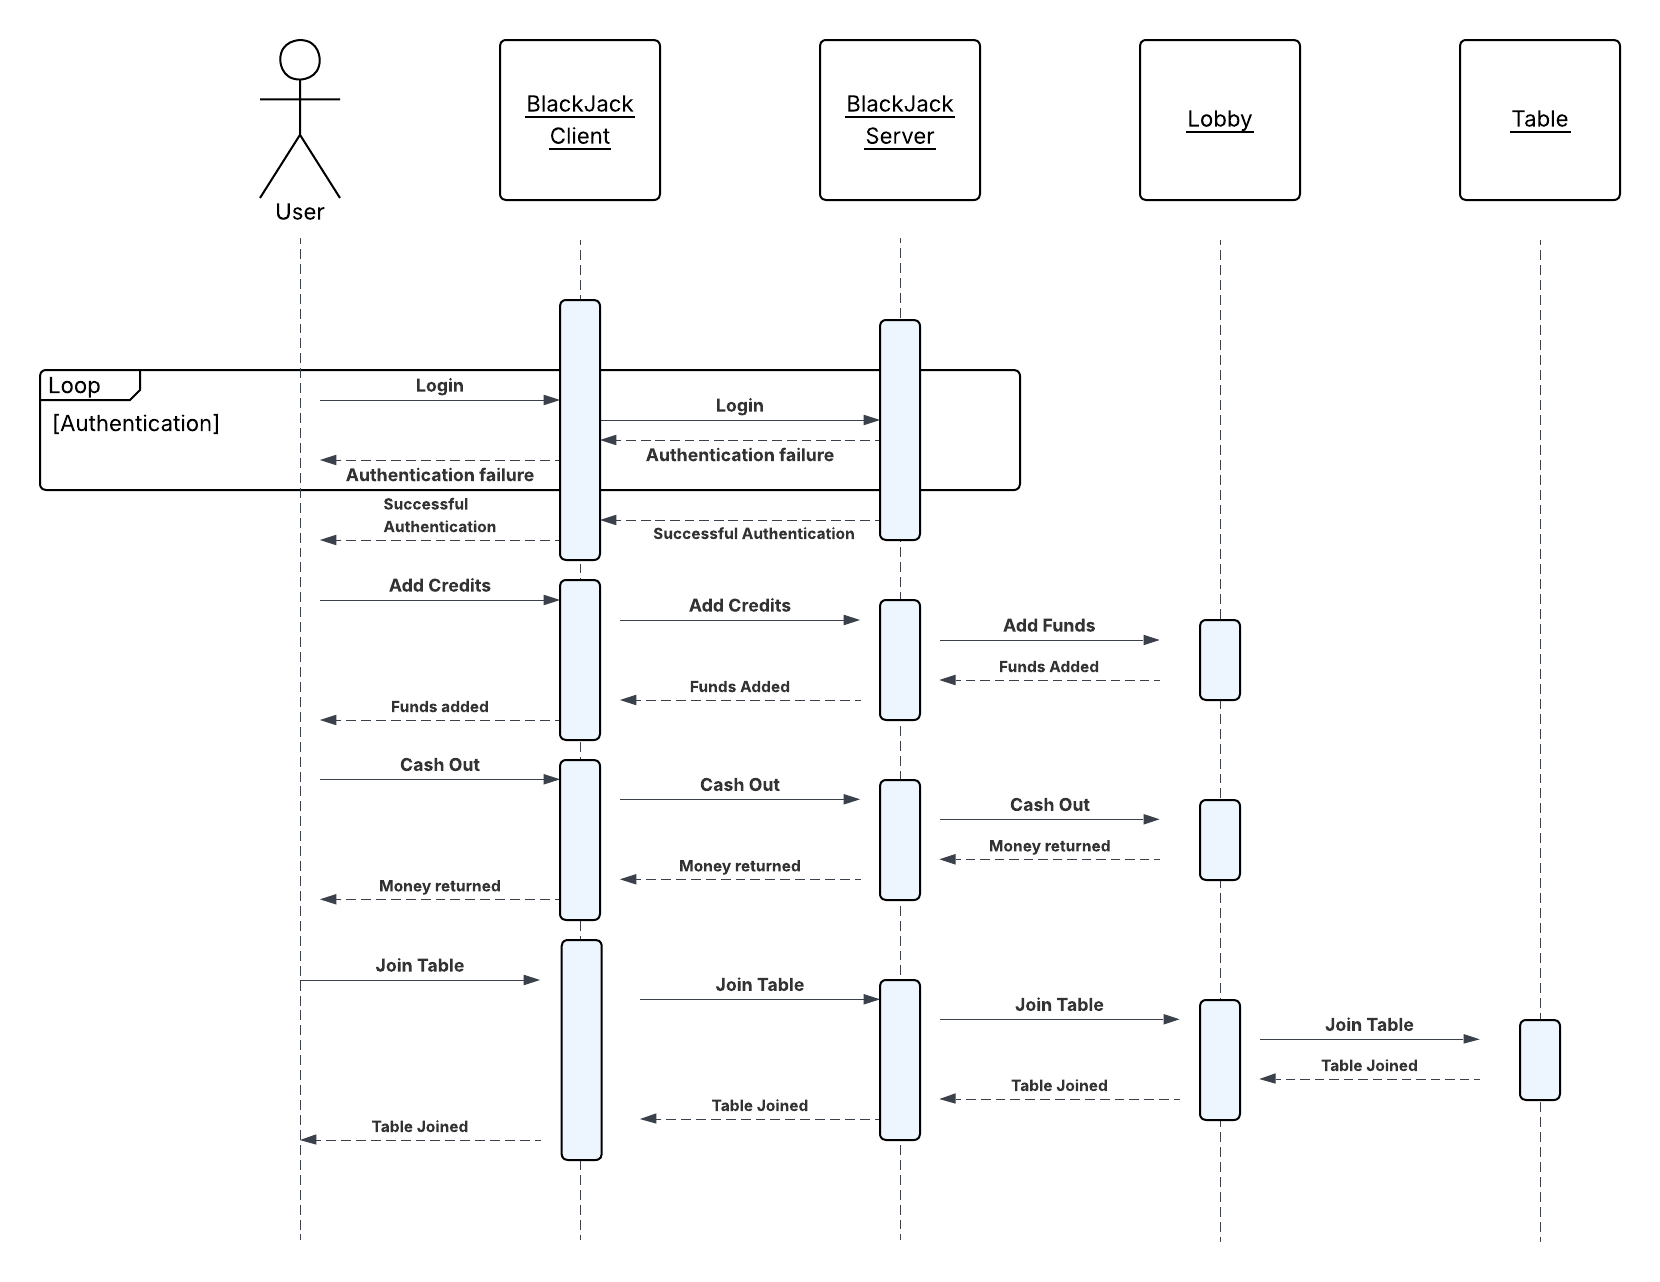 BlackJack
Client
BlackJack
Server
Lobby
Table
User
Loop
[Authentication]
Login
Login
Authentication failure
Authentication failure
Successful
Authentication
Successful Authentication
Add Credits
Add Credits
Add Funds
Funds Added
Funds Added
Funds added
Cash Out
Cash Out
Cash Out
Money returned
Money returned
Money returned
Join Table
Join Table
Join Table
Join Table
Table Joined
Table Joined
Table Joined
Table Joined